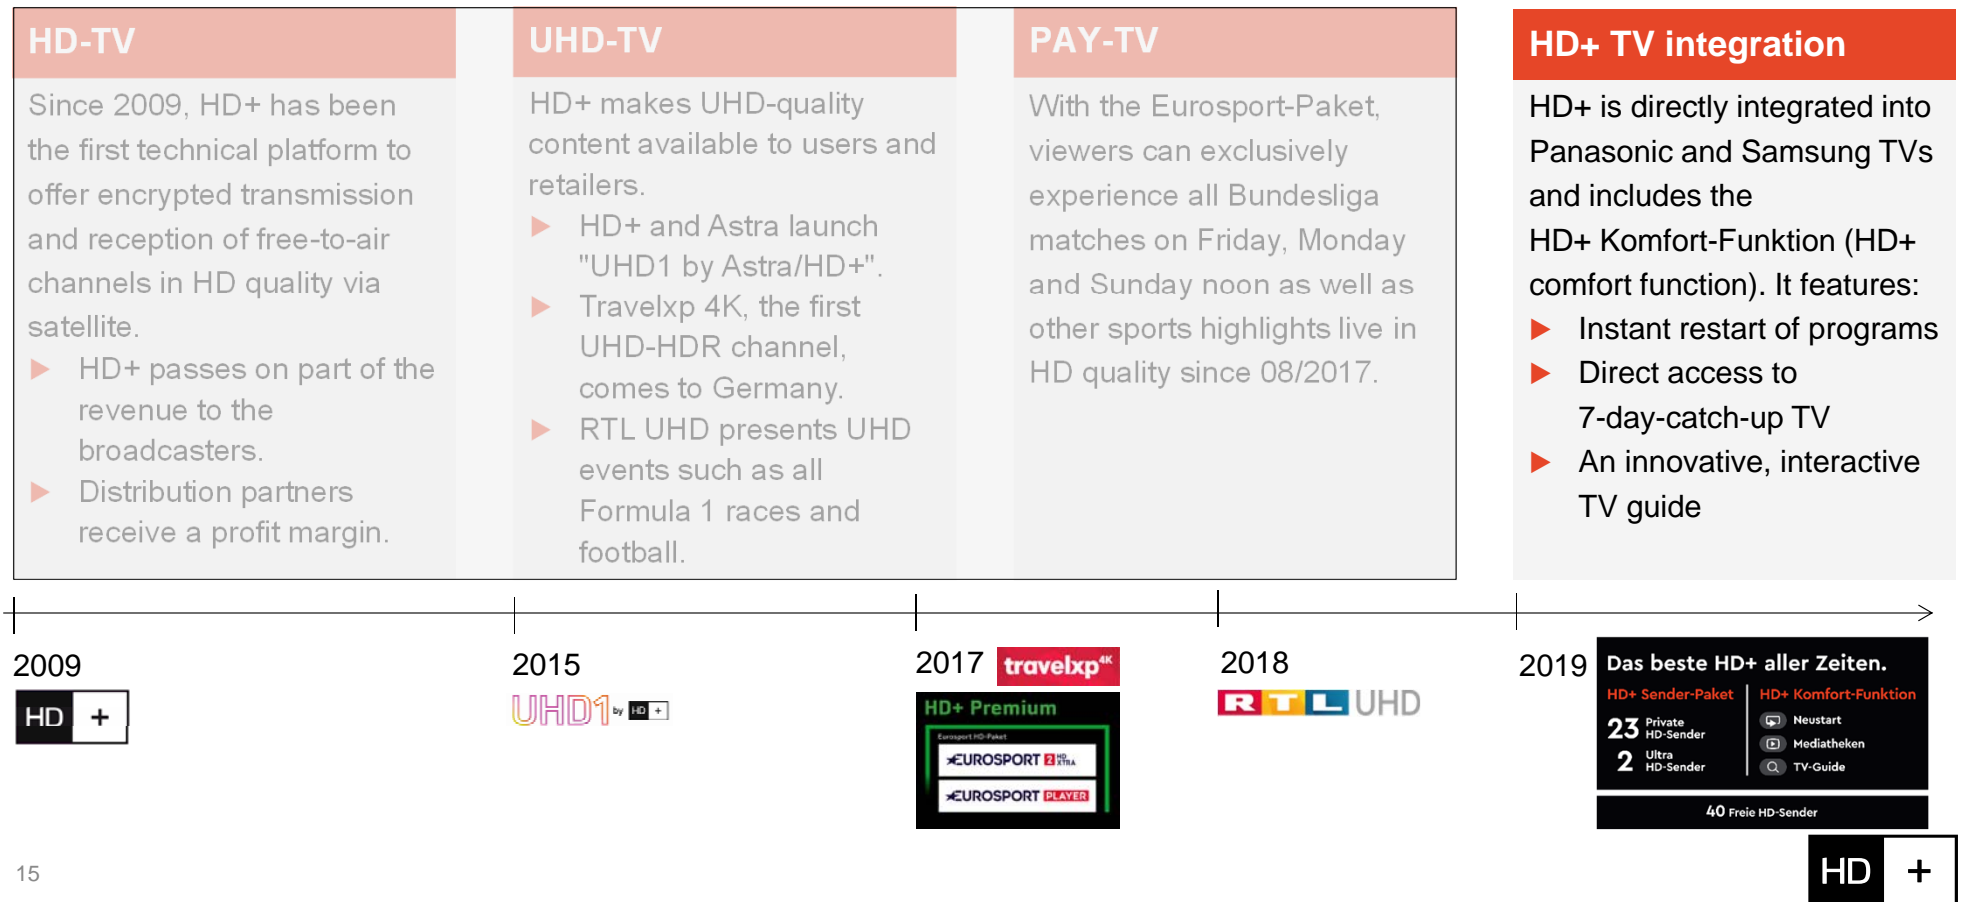 HD-TV
Since 2009, HD+ has been
the first technical platform to
offer encrypted transmission
and reception of free-to-air
channels in HD quality via
satellite.
HD+ passes on part of the
revenue to the
broadcasters.
Distribution partners
receive a profit margin.
UHD-TV
HD+ makes UHD-quality
content available to users and
retailers.
HD+ and Astra launch
"UHD1 by Astra/HD+".
Travelxp 4K, the first
UHD-HDR channel,
comes to Germany.
RTL UHD presents UHD
events such as all
Formula 1 races and
football.
PAY-TV
With the Eurosport-Paket,
viewers can exclusively
experience all Bundesliga
matches on Friday, Monday
and Sunday noon as well as
other sports highlights live in
HD quality since 08/2017.
HD+ TV integration
HD+ is directly integrated into
Panasonic and Samsung TVs
and includes the
HD+ Komfort-Funktion (HD+
comfort function). It features:
Instant restart of programs
Direct access to
7-day-catch-up TV
An innovative, interactive
TV guide
2009
HD +
2015
UHD1 by HD +
2017
travelxp4K
HD+ Premium
Eurosport HD-Paket
EUROSPORT 2 HD XTRA
EUROSPORT PLAYER
2018
RTL UHD
2019
Das beste HD+ aller Zeiten.
HD+ Sender-Paket
23 Private
HD-Sender
2 Ultra
HD-Sender
HD+ Komfort-Funktion
Neustart
Mediatheken
TV-Guide
40 Freie HD-Sender
15
HD +